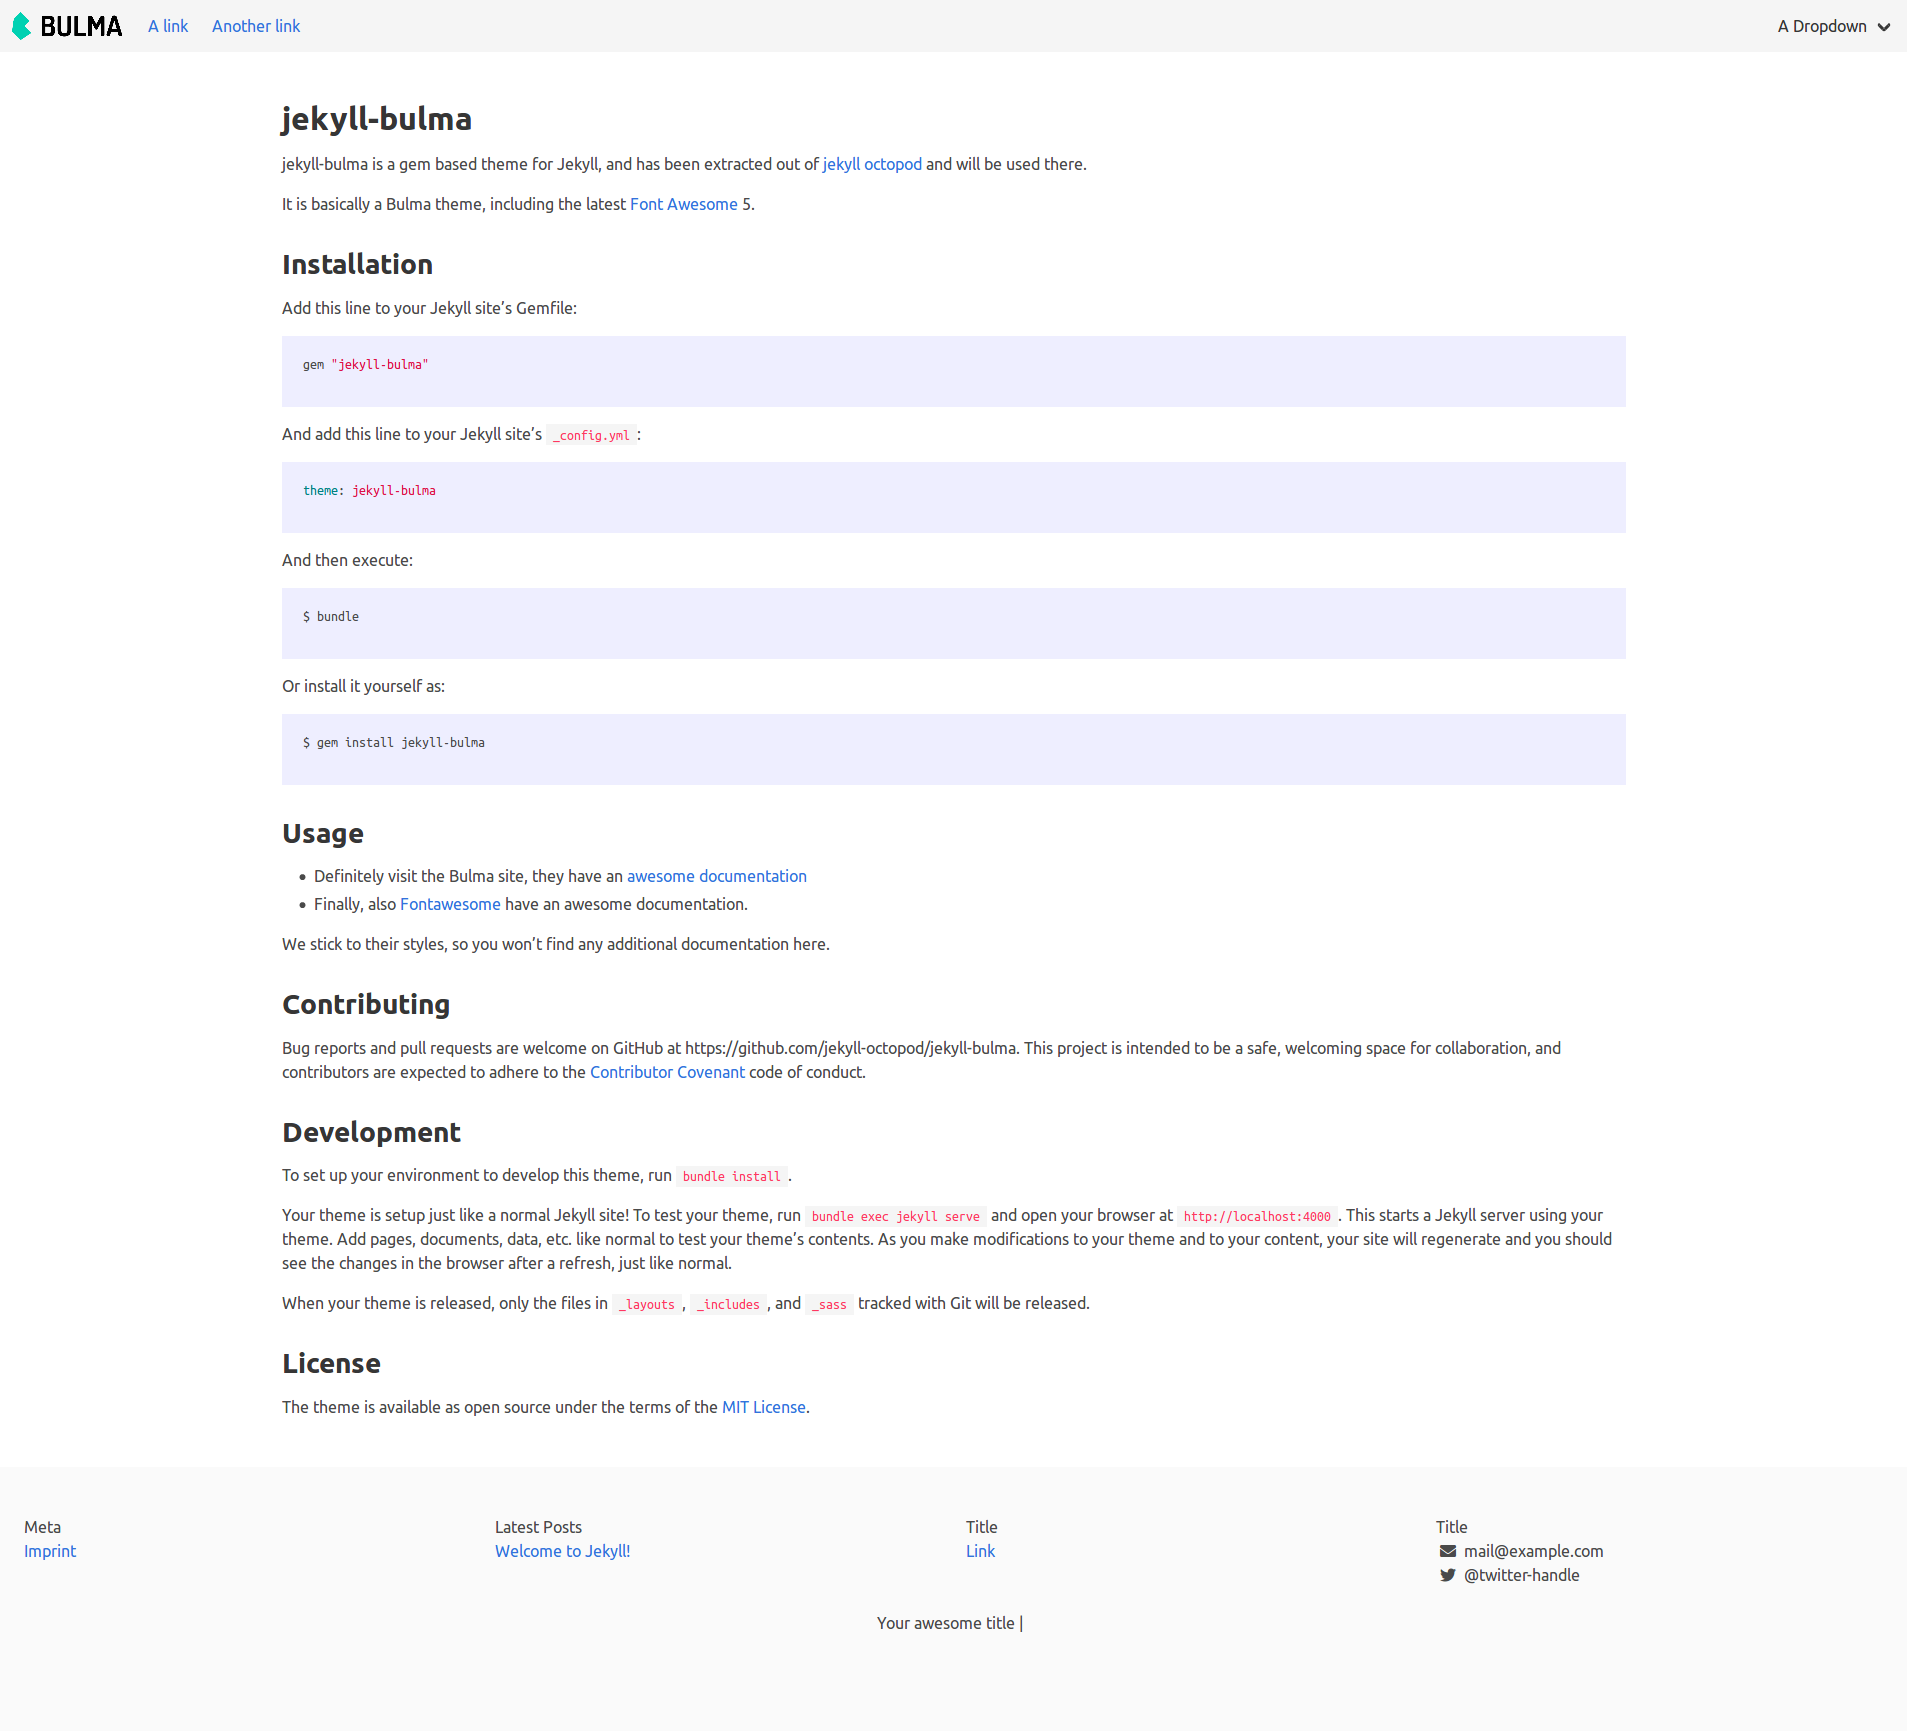 BULMA A link Another link A Dropdown
jekyll-bulma
jekyll-bulma is a gem based theme for Jekyll, and has been extracted out of jekyll octopod and will be used there.
It is basically a Bulma theme, including the latest Font Awesome 5.
Installation
Add this line to your Jekyll site’s Gemfile:
gem "jekyll-bulma"
And add this line to your Jekyll site’s _config.yml :
theme: jekyll-bulma
And then execute:
$ bundle
Or install it yourself as:
$ gem install jekyll-bulma
Usage
• Definitely visit the Bulma site, they have an awesome documentation
• Finally, also Fontawesome have an awesome documentation.
We stick to their styles, so you won’t find any additional documentation here.
Contributing
Bug reports and pull requests are welcome on GitHub at https://github.com/jekyll-octopod/jekyll-bulma. This project is intended to be a safe, welcoming space for collaboration, and
contributors are expected to adhere to the Contributor Covenant code of conduct.
Development
To set up your environment to develop this theme, run bundle install .
Your theme is setup just like a normal Jekyll site! To test your theme, run bundle exec jekyll serve and open your browser at http://localhost:4000 . This starts a Jekyll server using your
theme. Add pages, documents, data, etc. like normal to test your theme’s contents. As you make modifications to your theme and to your content, your site will regenerate and you should
see the changes in the browser after a refresh, just like normal.
When your theme is released, only the files in _layouts , _includes , and _sass tracked with Git will be released.
License
The theme is available as open source under the terms of the MIT License.
Meta
Imprint
Latest Posts
Welcome to Jekyll!
Title
Link
Title
mail@example.com
@twitter-handle
Your awesome title |